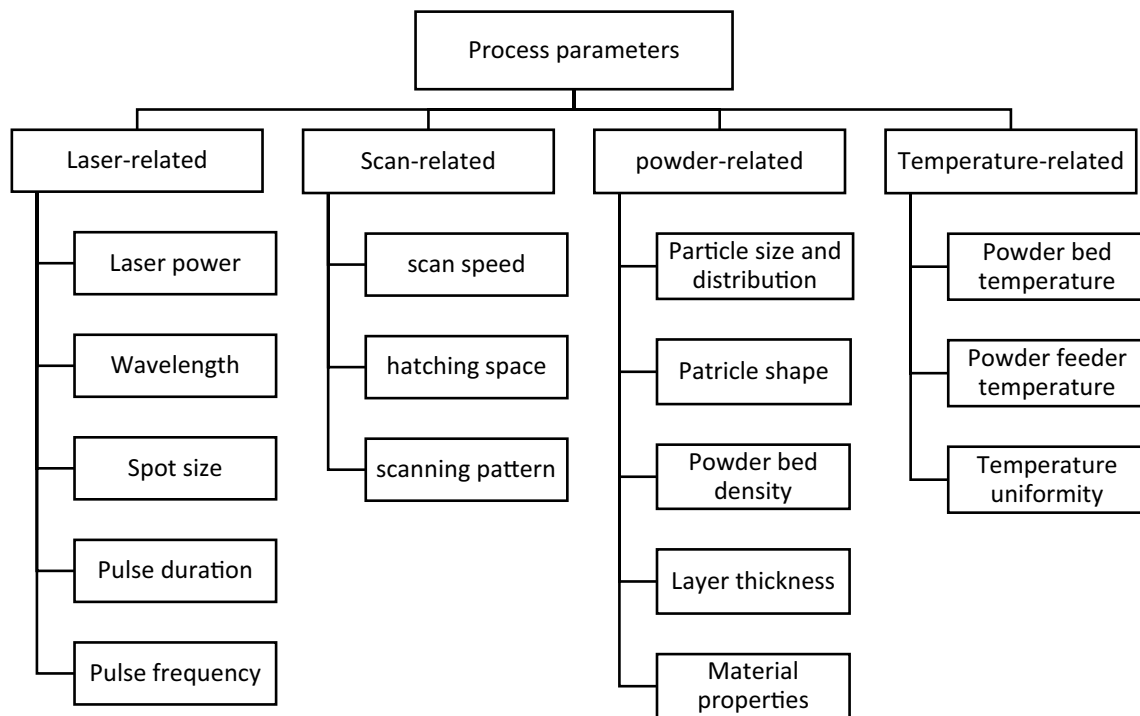 Process parameters
Laser-related
Scan-related
powder-related
Temperature-related
Laser power
Wavelength
Spot size
Pulse duration
Pulse frequency
scan speed
hatching space
scanning pattern
Particle size and
distribution
Patricle shape
Powder bed
density
Layer thickness
Material
properties
Powder bed
temperature
Powder feeder
temperature
Temperature
uniformity